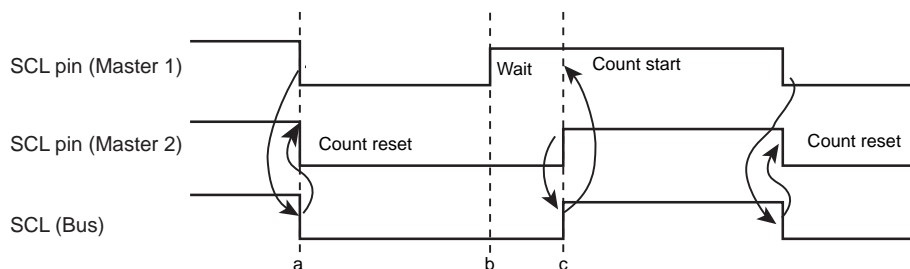 SCL pin (Master 1)
Wait
Count start
SCL pin (Master 2)
Count reset
Count reset
SCL (Bus)
a
b
c